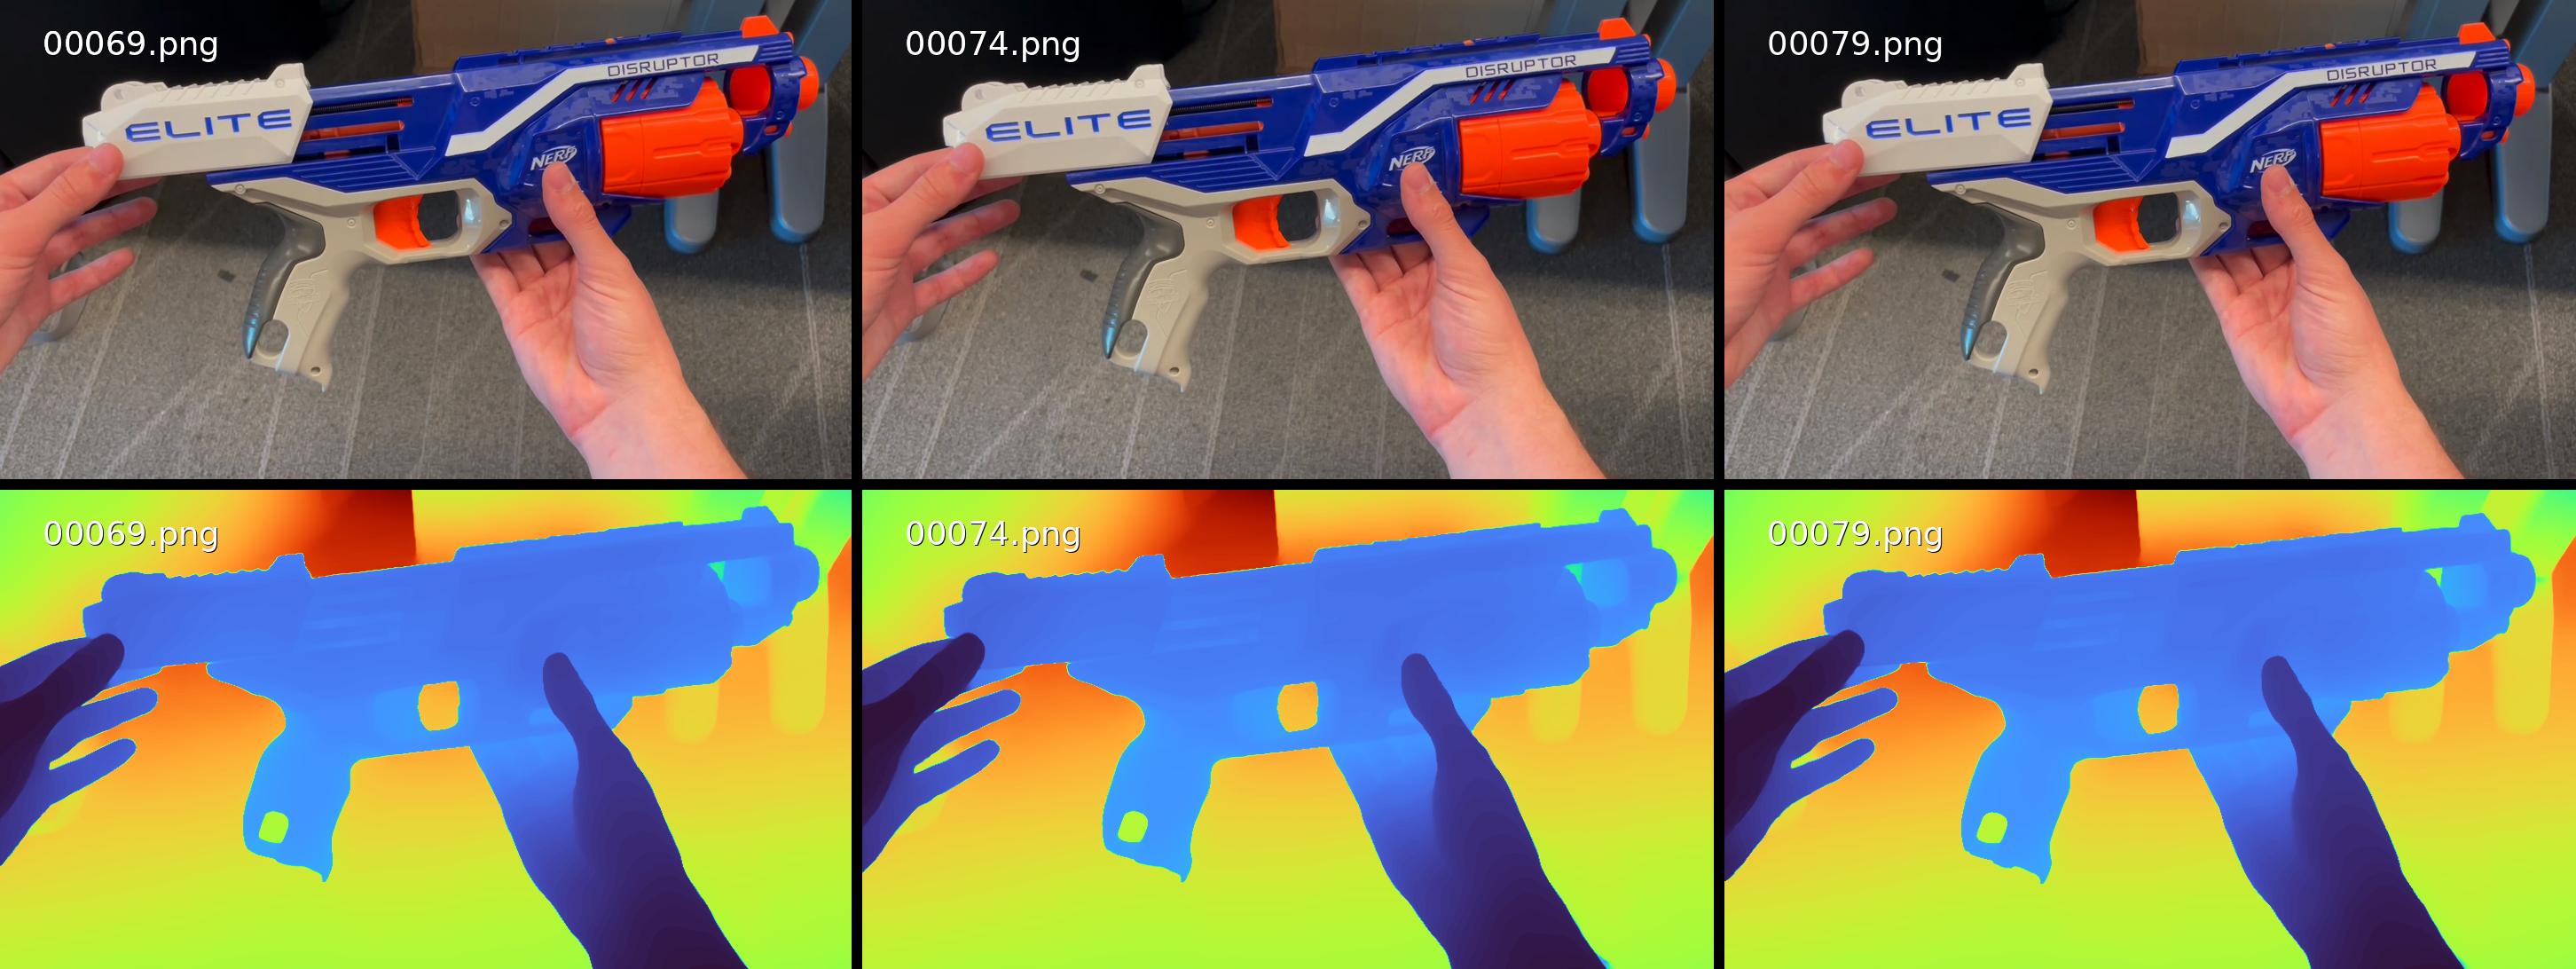 00069.png
DISRUPTOR
ELITE
NERF
00074.png
DISRUPTOR
ELITE
NERF
00079.png
DISRUPTOR
ELITE
NERF
00069.png
00074.png
00079.png